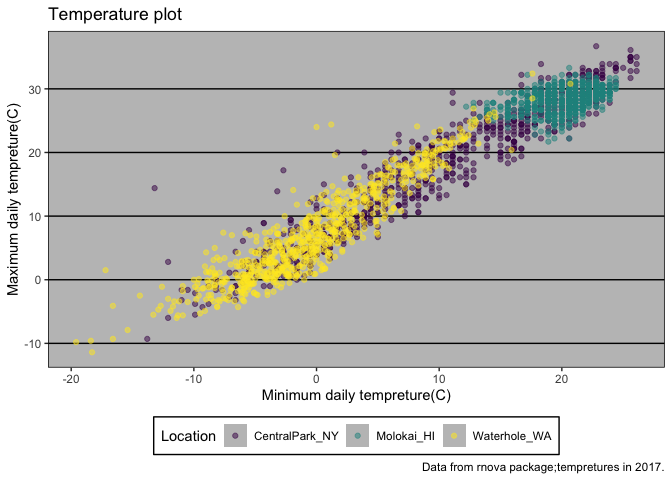 Temperature plot
Maximum daily tempreture(C)
30
20
10
0
-10
-20 -10 0 10 20
Minimum daily tempreture(C)
Location CentralPark_NY Molokai_HI Waterhole_WA
Data from rnova package;tempretures in 2017.